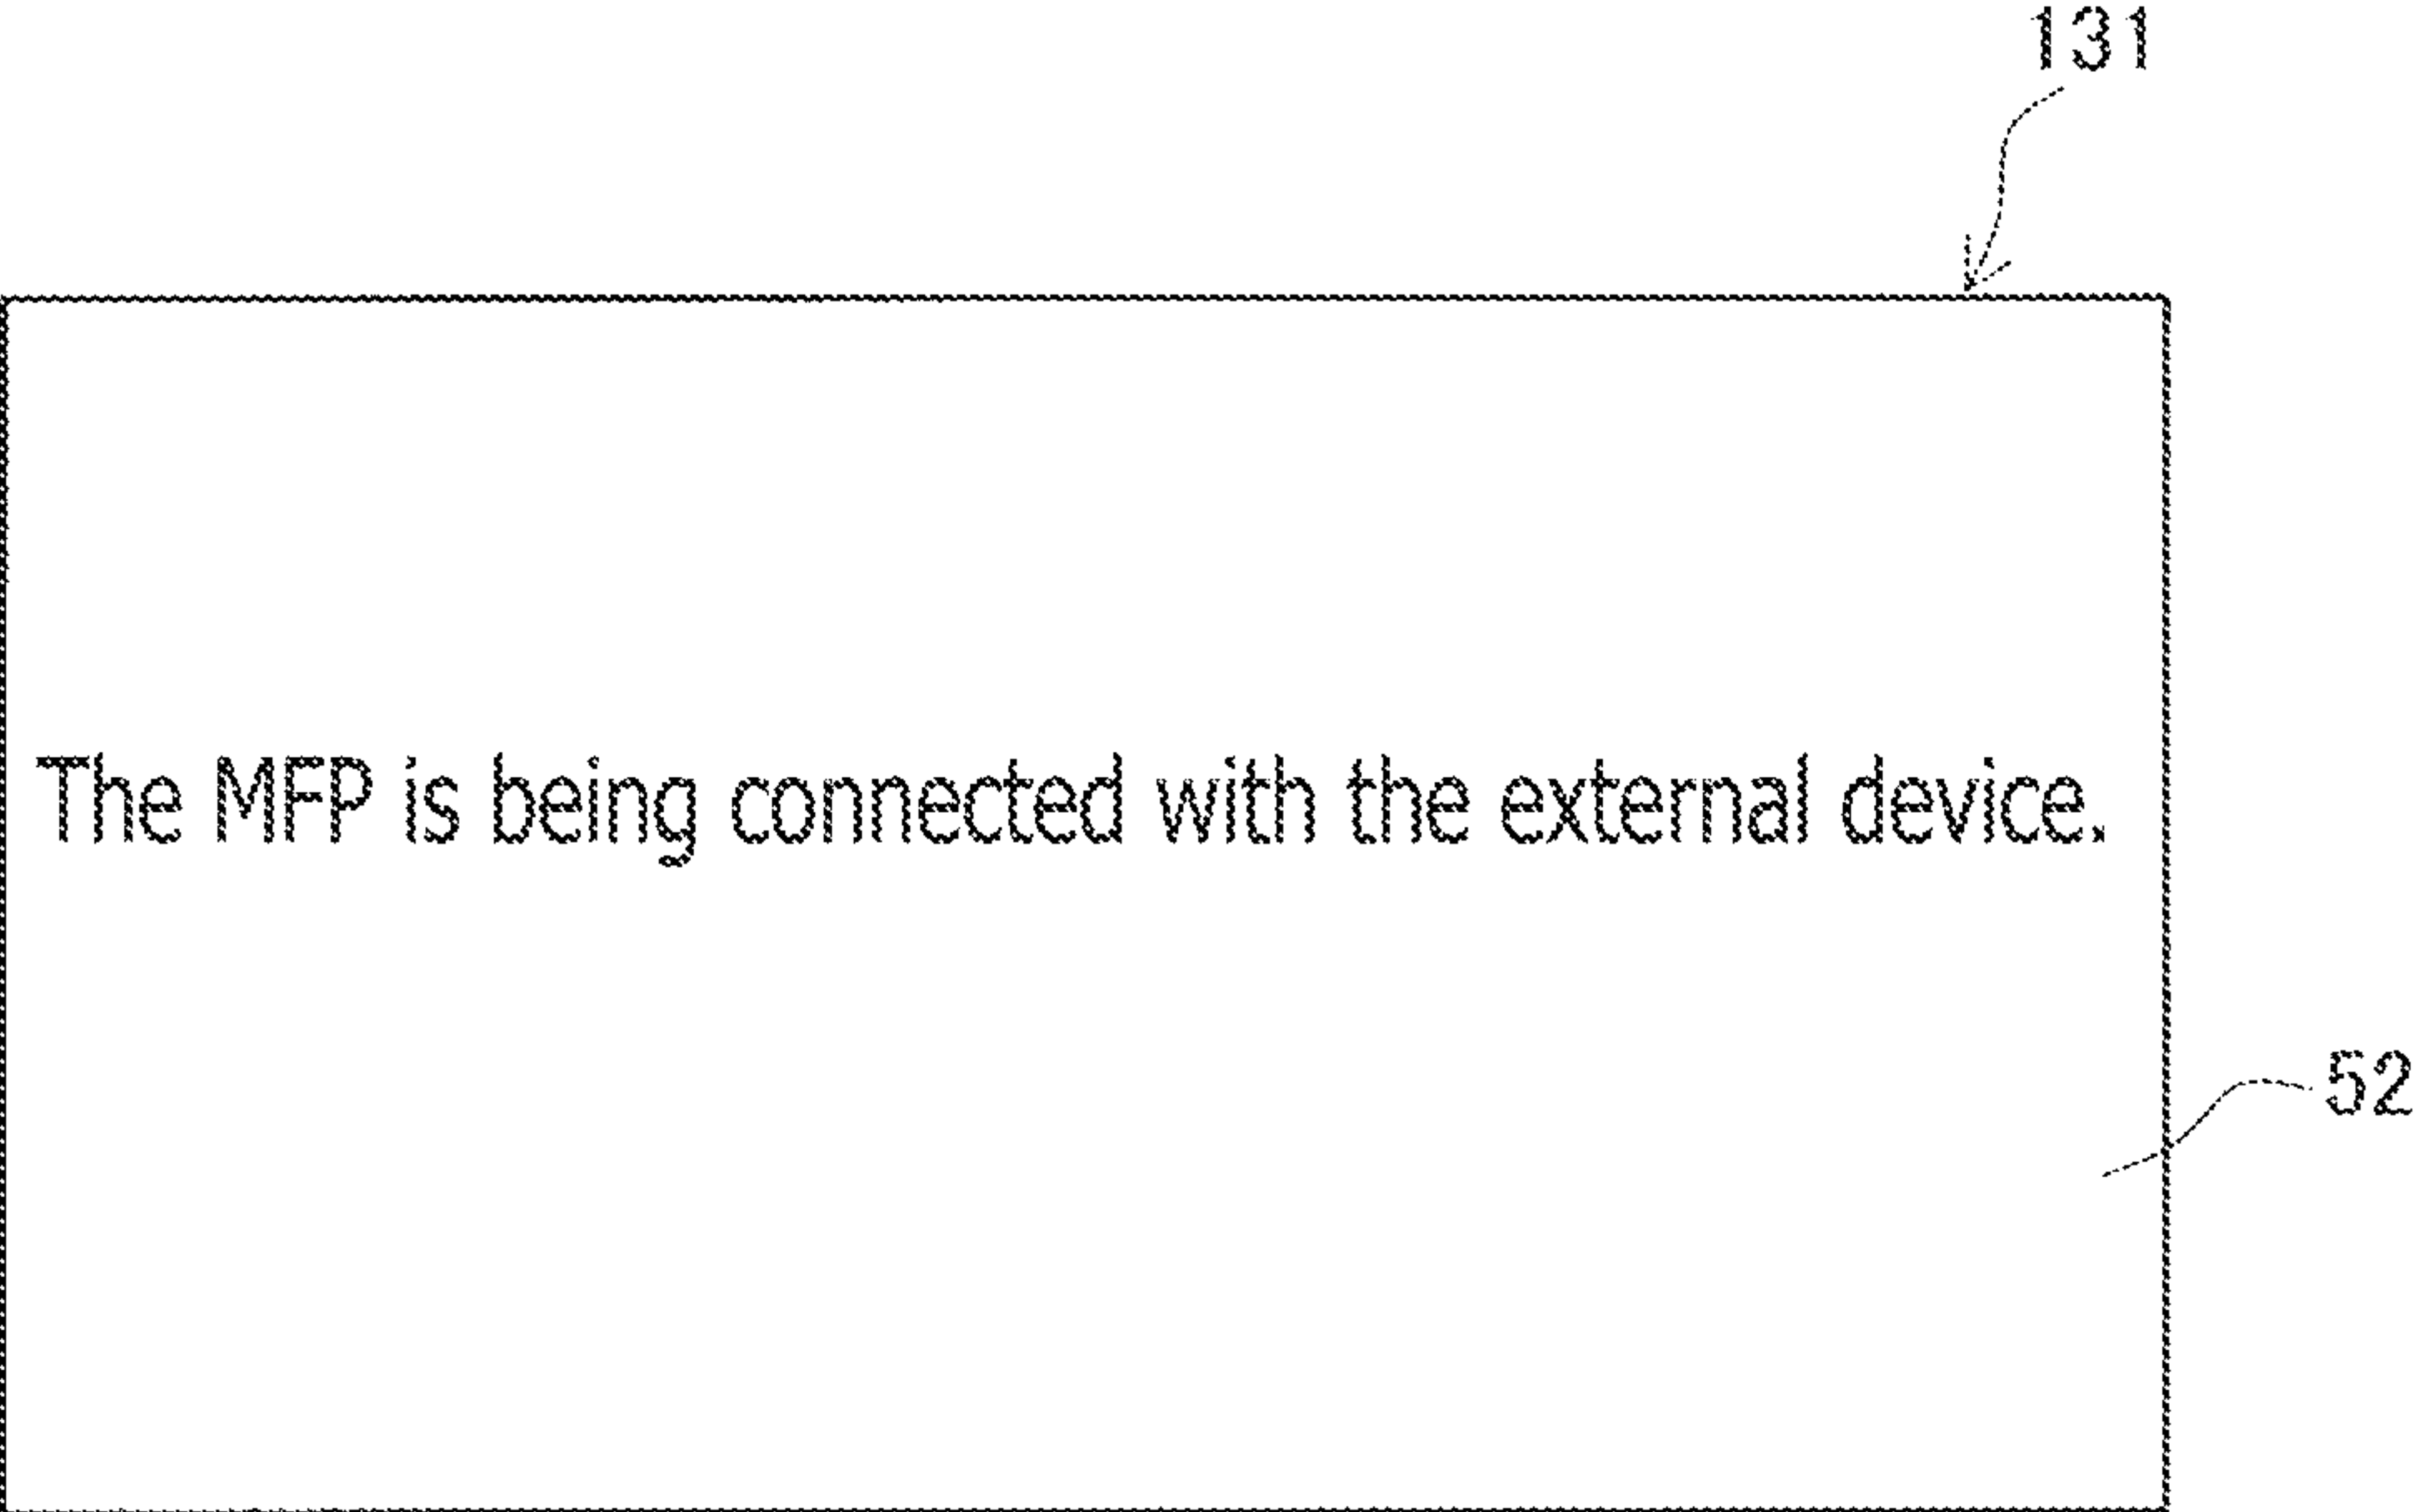 131
The MFP is being connected with the external device.
52